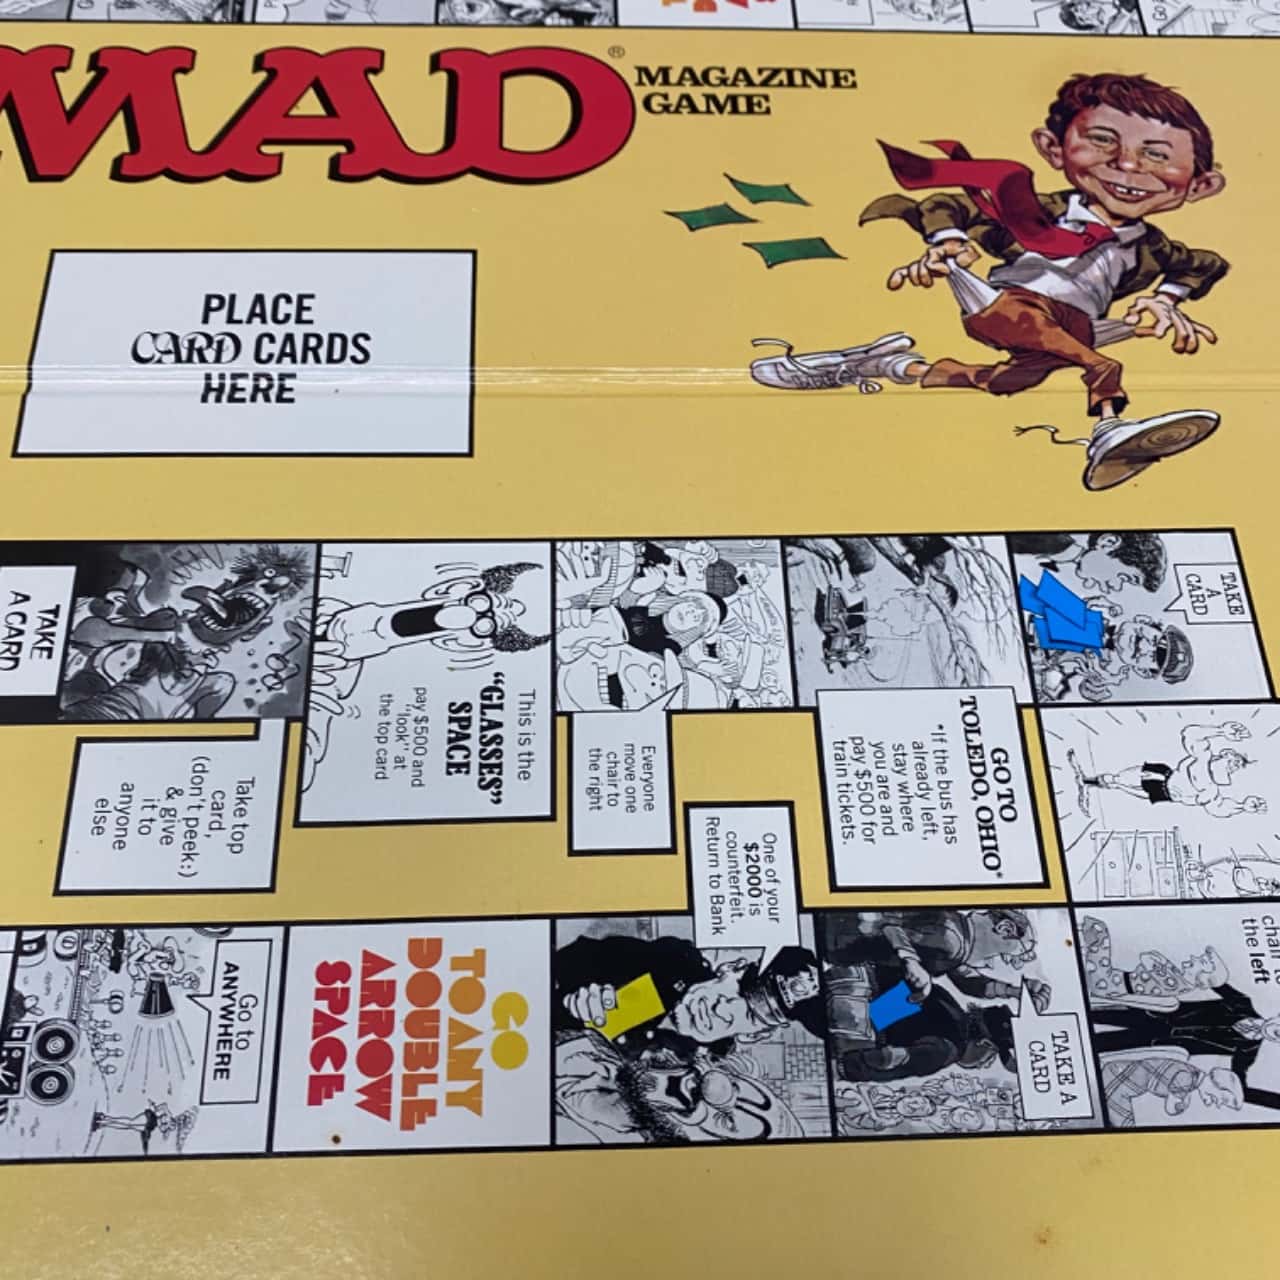 MAD®
MAGAZINE
GAME
PLACE
CARD CARDS
HERE
TAKE
A CARD
Take top
card,
(don't peek:)
& give
it to
anyone
else
This is the
"GLASSES"
SPACE
pay $500 and
"look" at
the top card
Everyone
move one
chair to
the right
GO TO
TOLEDO, OHIO*
*If the bus has
already left,
stay where
you are and
pay $500 for
train tickets.
TAKE
A
CARD
Go to
ANYWHERE
GO
TO ANY
DOUBLE
ARROW
SPACE
One of your
$2000 is
counterfeit.
Return to Bank
TAKE A
CARD
chair
the left